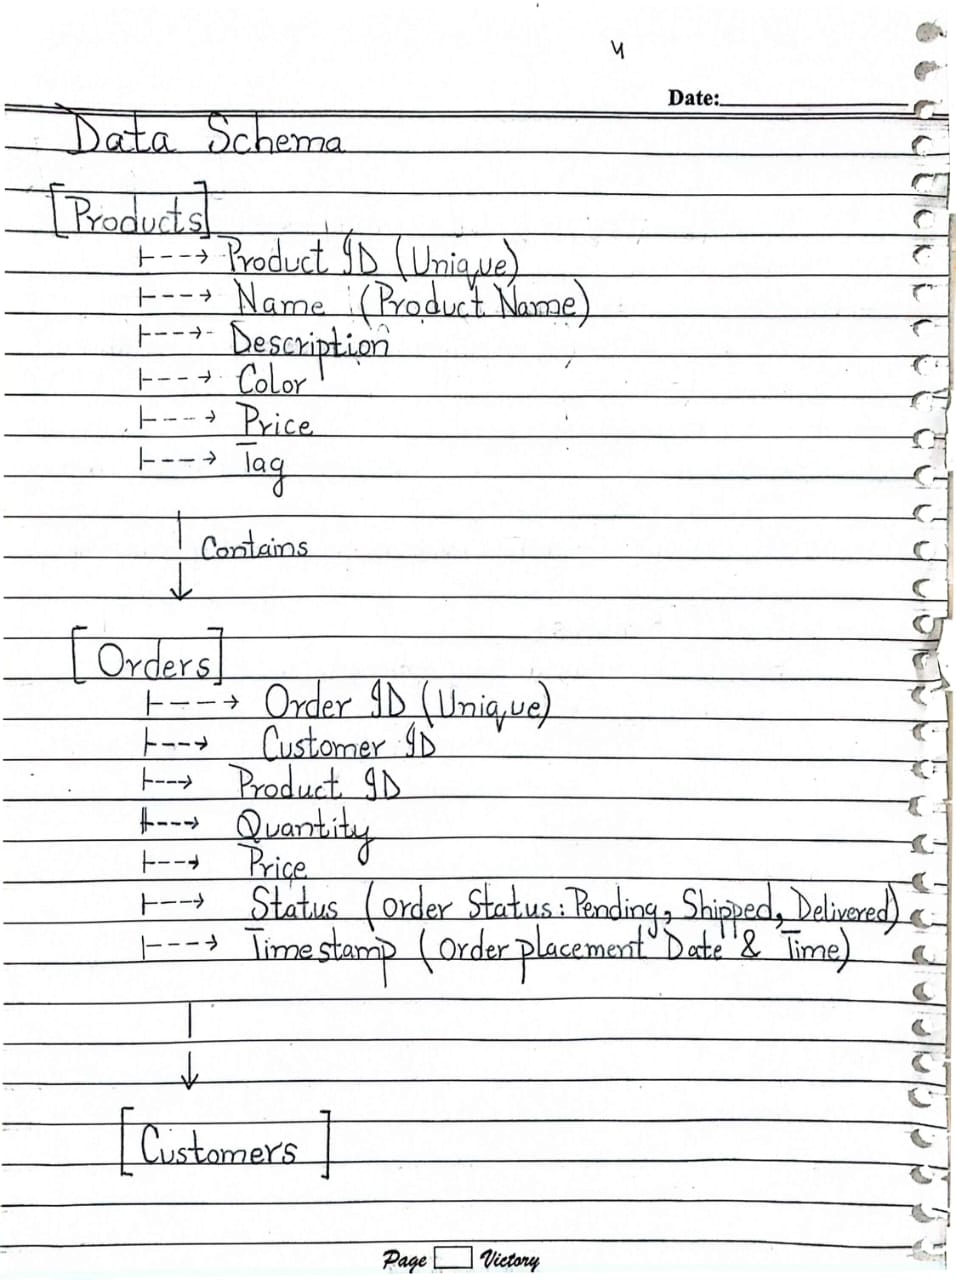 4
Date:
Data Schema
[Products]
Product ID (Unique)
Name (Product Name)
Description
Color
Price
Tag
Contains
[Orders]
Order ID (Unique)
Customer ID
Product ID
Quantity
Price
Status (Order Status: Pending, Shipped, Delivered)
Timestamp (Order placement Date & Time)
[Customers]
Page Victory